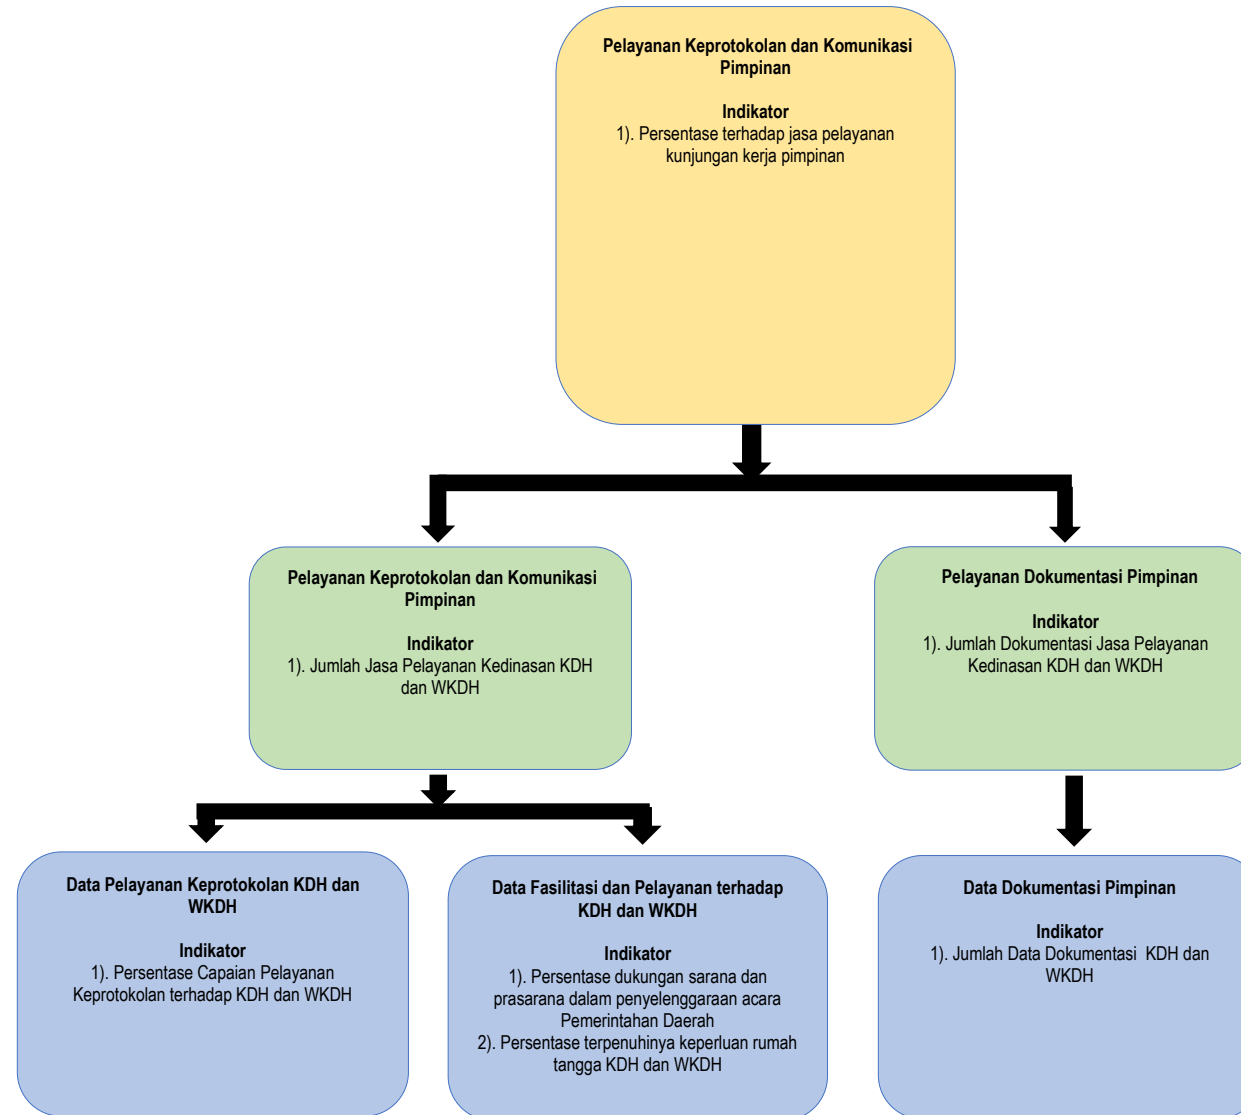 Pelayanan Keprotokolan dan Komunikasi
Pimpinan
Indikator
1). Persentase terhadap jasa pelayanan
kunjungan kerja pimpinan
Pelayanan Keprotokolan dan Komunikasi
Pimpinan
Indikator
1). Jumlah Jasa Pelayanan Kedinasan KDH
dan WKDH
Pelayanan Dokumentasi Pimpinan
Indikator
1). Jumlah Dokumentasi Jasa Pelayanan
Kedinasan KDH dan WKDH
Data Pelayanan Keprotokolan KDH dan
WKDH
Indikator
1). Persentase Capaian Pelayanan
Keprotokolan terhadap KDH dan WKDH
Data Fasilitasi dan Pelayanan terhadap
KDH dan WKDH
Indikator
1). Persentase dukungan sarana dan
prasarana dalam penyelenggaraan acara
Pemerintahan Daerah
2). Persentase terpenuhinya keperluan rumah
tangga KDH dan WKDH
Data Dokumentasi Pimpinan
Indikator
1). Jumlah Data Dokumentasi  KDH dan
WKDH